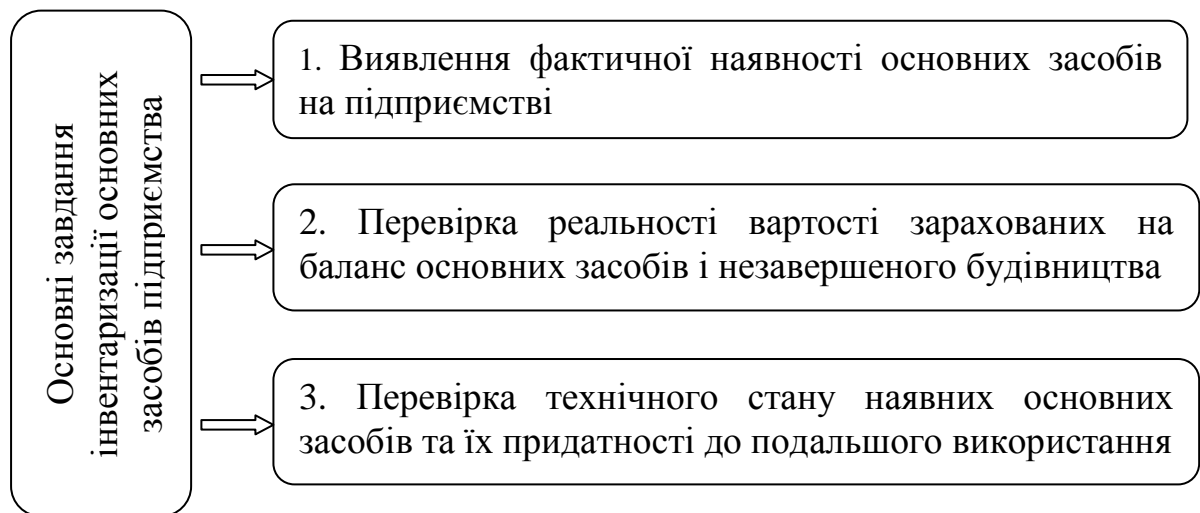 Основні завдання
інвентаризації основних
засобів підприємства
1. Виявлення фактичної наявності основних засобів
на підприємстві
2. Перевірка реальності вартості зарахованих на
баланс основних засобів і незавершеного будівництва
3. Перевірка технічного стану наявних основних
засобів та їх придатності до подальшого використання